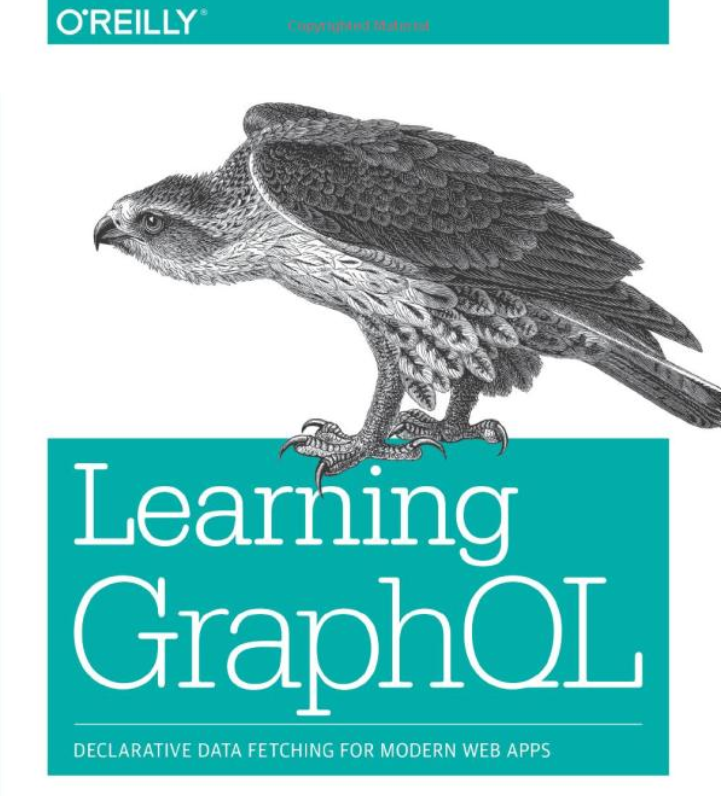 O'REILLY®
Copyrighted Material
Learning
GraphQL
DECLARATIVE DATA FETCHING FOR MODERN WEB APPS